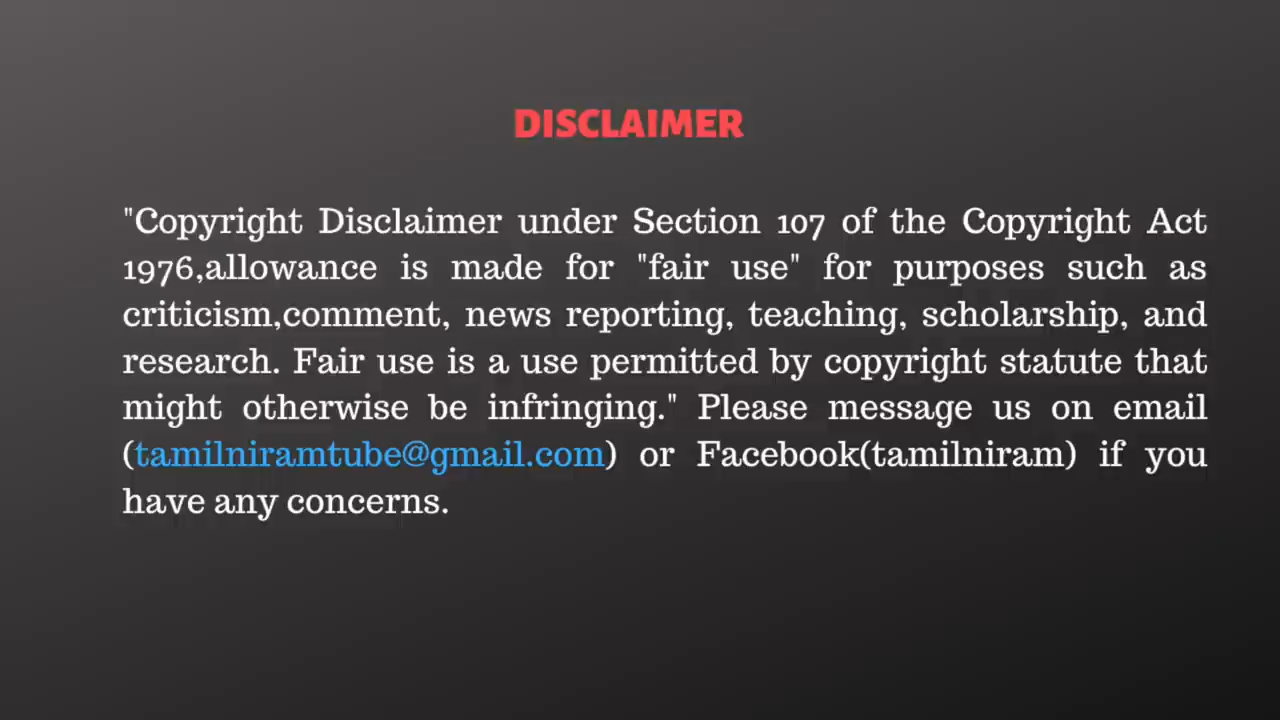 DISCLAIMER
"Copyright Disclaimer under Section 107 of the Copyright Act
1976,allowance is made for "fair use" for purposes such as
criticism,comment, news reporting, teaching, scholarship, and
research. Fair use is a use permitted by copyright statute that
might otherwise be infringing." Please message us on email
(tamilniramtube@gmail.com) or Facebook(tamilniram) if you
have any concerns.